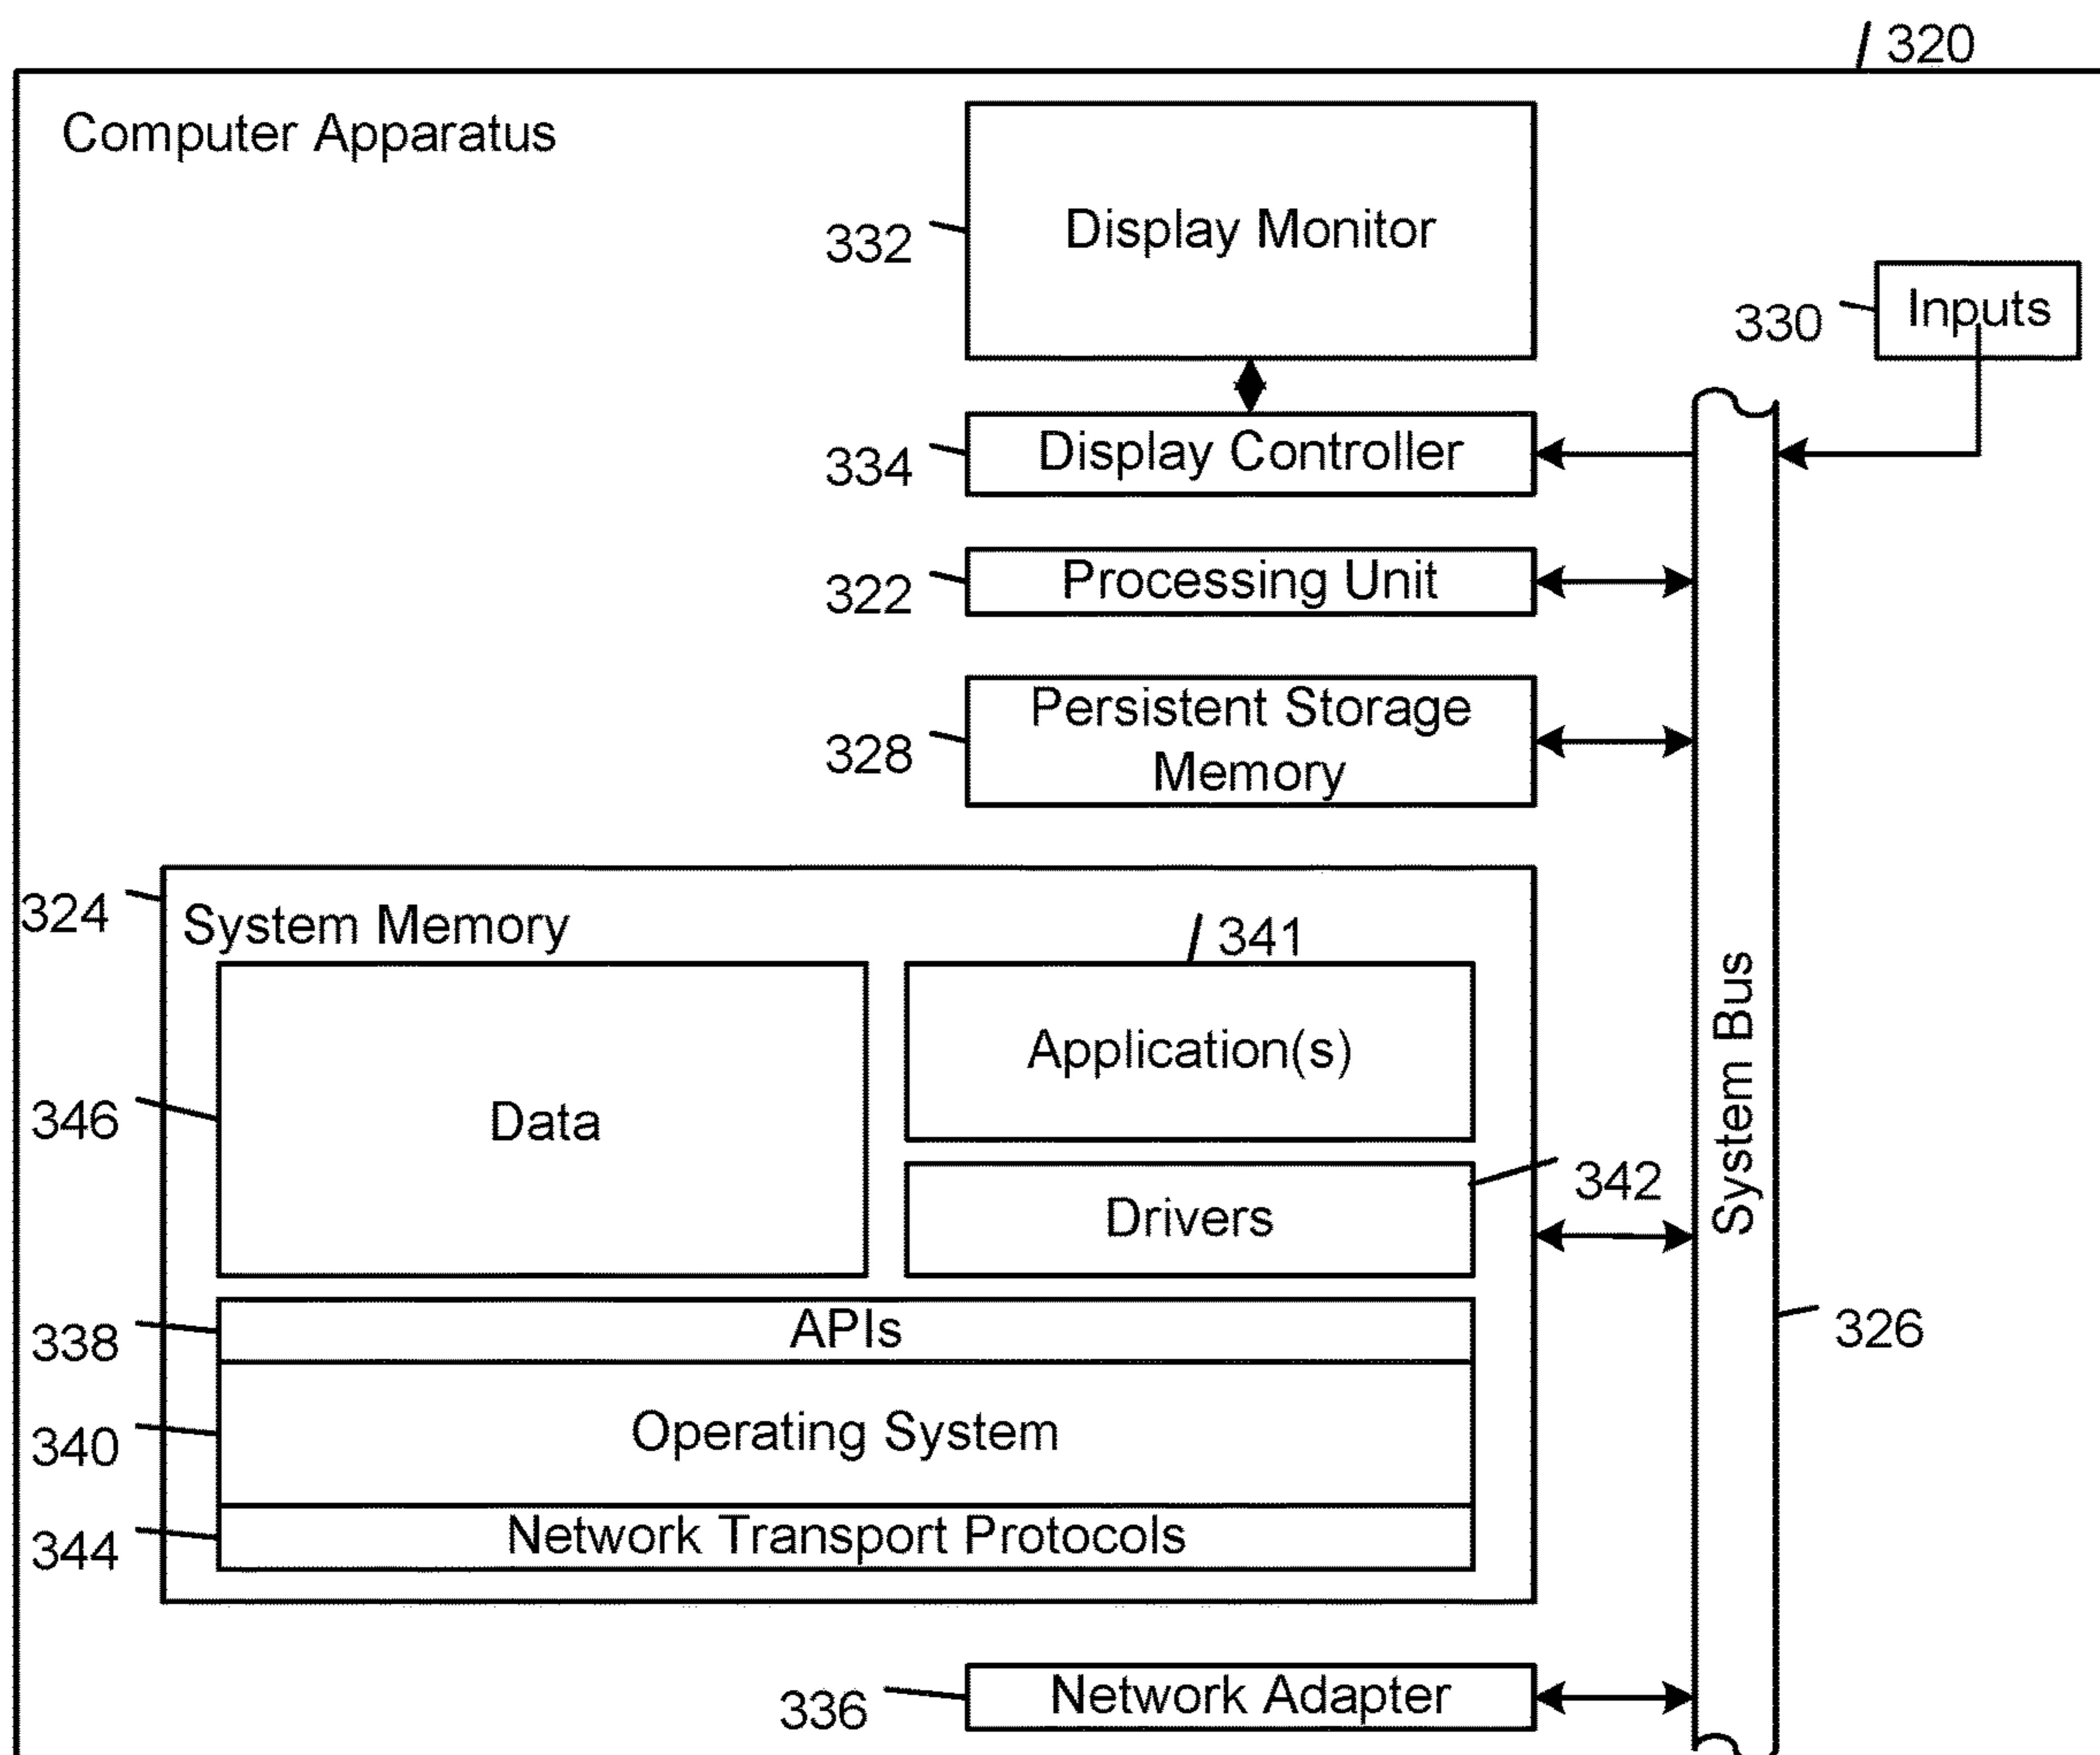 320
Computer Apparatus
Display Monitor
332
Inputs
330
Display Controller
334
Processing Unit
322
Persistent Storage
Memory
328
324
System Memory
341
Application(s)
Data
346
Drivers
342
System Bus
APIs
338
326
Operating System
340
Network Transport Protocols
344
Network Adapter
336